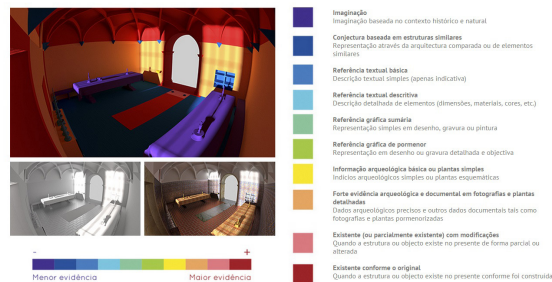 Imaginação
Imaginação baseada no contexto histórico e natural
Conjectura baseada em estruturas similares
Representação através da arquitectura comparada ou de elementos
similares
Referência textual básica
Descrição textual simples (apenas indicativa)
Referência textual descritiva
Descrição detalhada de elementos (dimensões, materiais, cores, etc.)
Referência gráfica sumária
Representação simples em desenho, gravura ou pintura
Referência gráfica de pormenor
Representação em desenho ou gravura detalhada e objectiva
Informação arqueológica básica ou plantas simples
Indícios arqueológicos simples ou plantas esquemáticas
Forte evidência arqueológica e documental em fotografias e plantas
detalhadas
Dados arqueológicos precisos e outros dados documentais tais como
fotografias e plantas pormenorizadas
Existente (ou parcialmente existente) com modificações
Quando a estrutura ou objecto existe no presente de forma parcial ou
alterada
Existente conforme o original
Quando a estrutura ou objecto existe no presente conforme foi construída
- +
Menor evidência Maior evidência